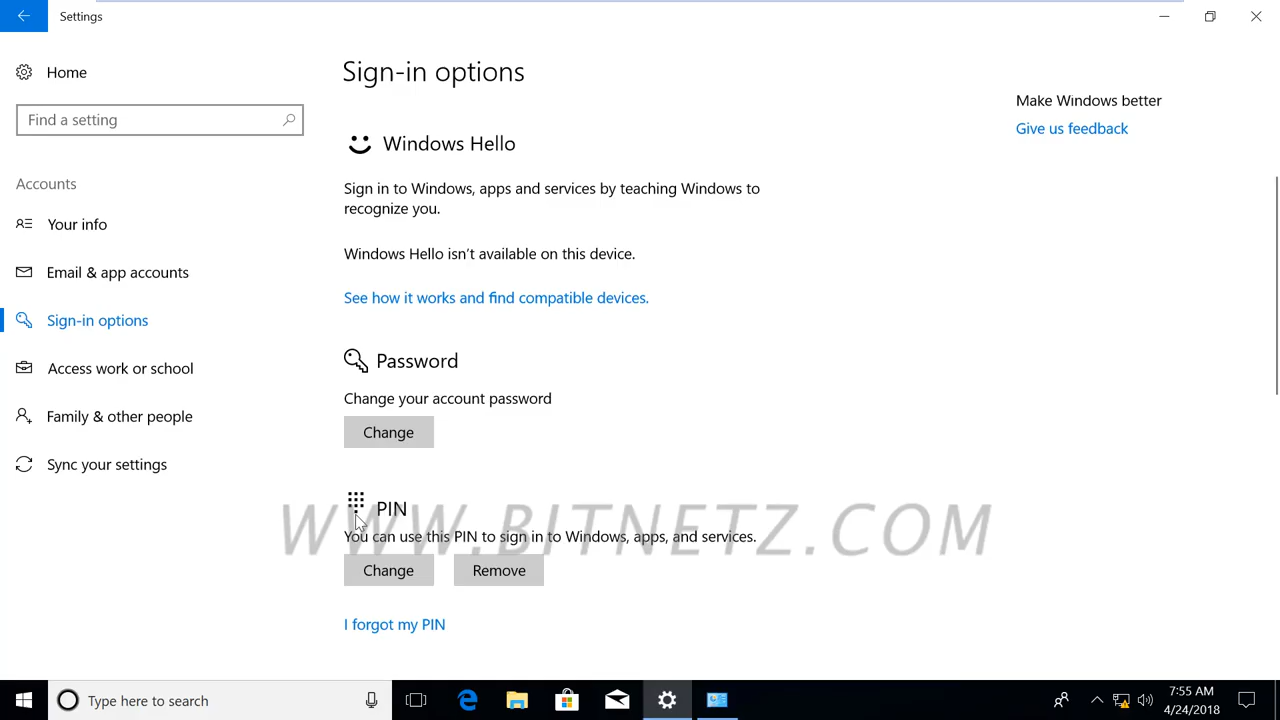 Settings
Home
Find a setting
Accounts
Your info
Email & app accounts
Sign-in options
Access work or school
Family & other people
Sync your settings
Sign-in options
Windows Hello
Sign in to Windows, apps and services by teaching Windows to
recognize you.
Windows Hello isn't available on this device.
See how it works and find compatible devices.
Password
Change your account password
Change
PIN
You can use this PIN to sign in to Windows, apps, and services.
Change Remove
I forgot my PIN
Make Windows better
Give us feedback
WWW.BITNETZ.COM
Type here to search
7:55 AM
4/24/2018